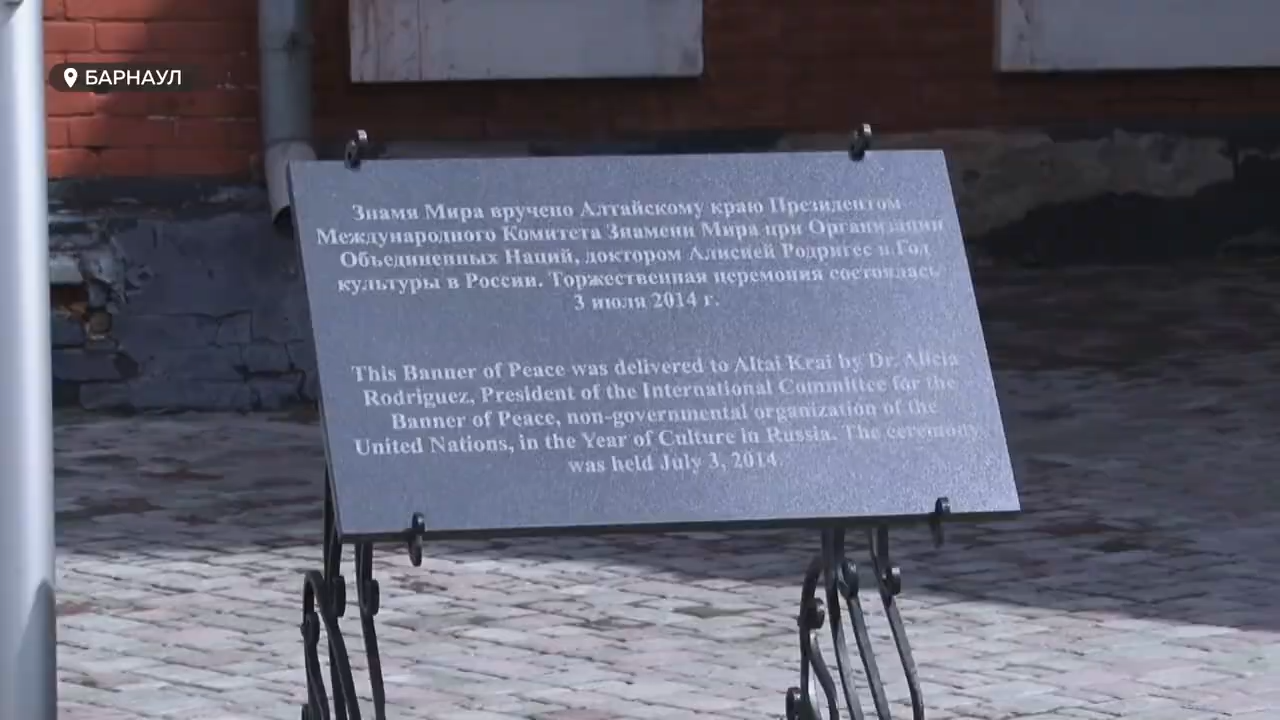 БАРНАУЛ
Знамя Мира вручено Алтайскому краю Президентом
Международного Комитета Знамени Мира при Организации
Объединенных Наций, доктором Алисией Родригес в Год
культуры в России. Торжественная церемония состоялась
3 июля 2014 г.
This Banner of Peace was delivered to Altai Krai by Dr. Alicia
Rodriguez, President of the International Committee for the
Banner of Peace, non-governmental organization of the
United Nations, in the Year of Culture in Russia. The ceremony
was held July 3, 2014.